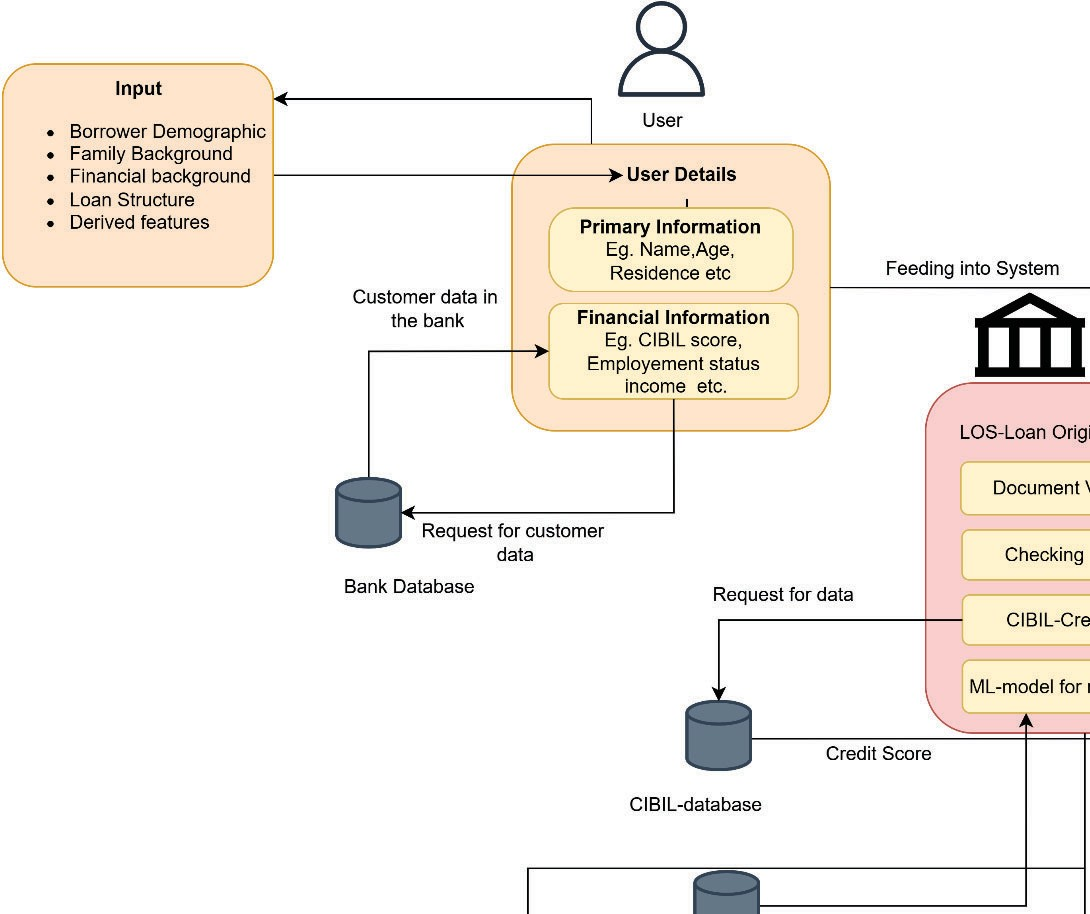 User
Input
Borrower Demographic
Family Background
Financial background
Loan Structure
Derived features
User Details
Primary Information
Eg. Name,Age,
Residence etc
Financial Information
Eg. CIBIL score,
Employement status
income etc.
Feeding into System
Customer data in
the bank
Request for customer
data
Bank Database
LOS-Loan
Document
Checking
CIBIL
ML-model for
Request for data
Credit Score
CIBIL-database